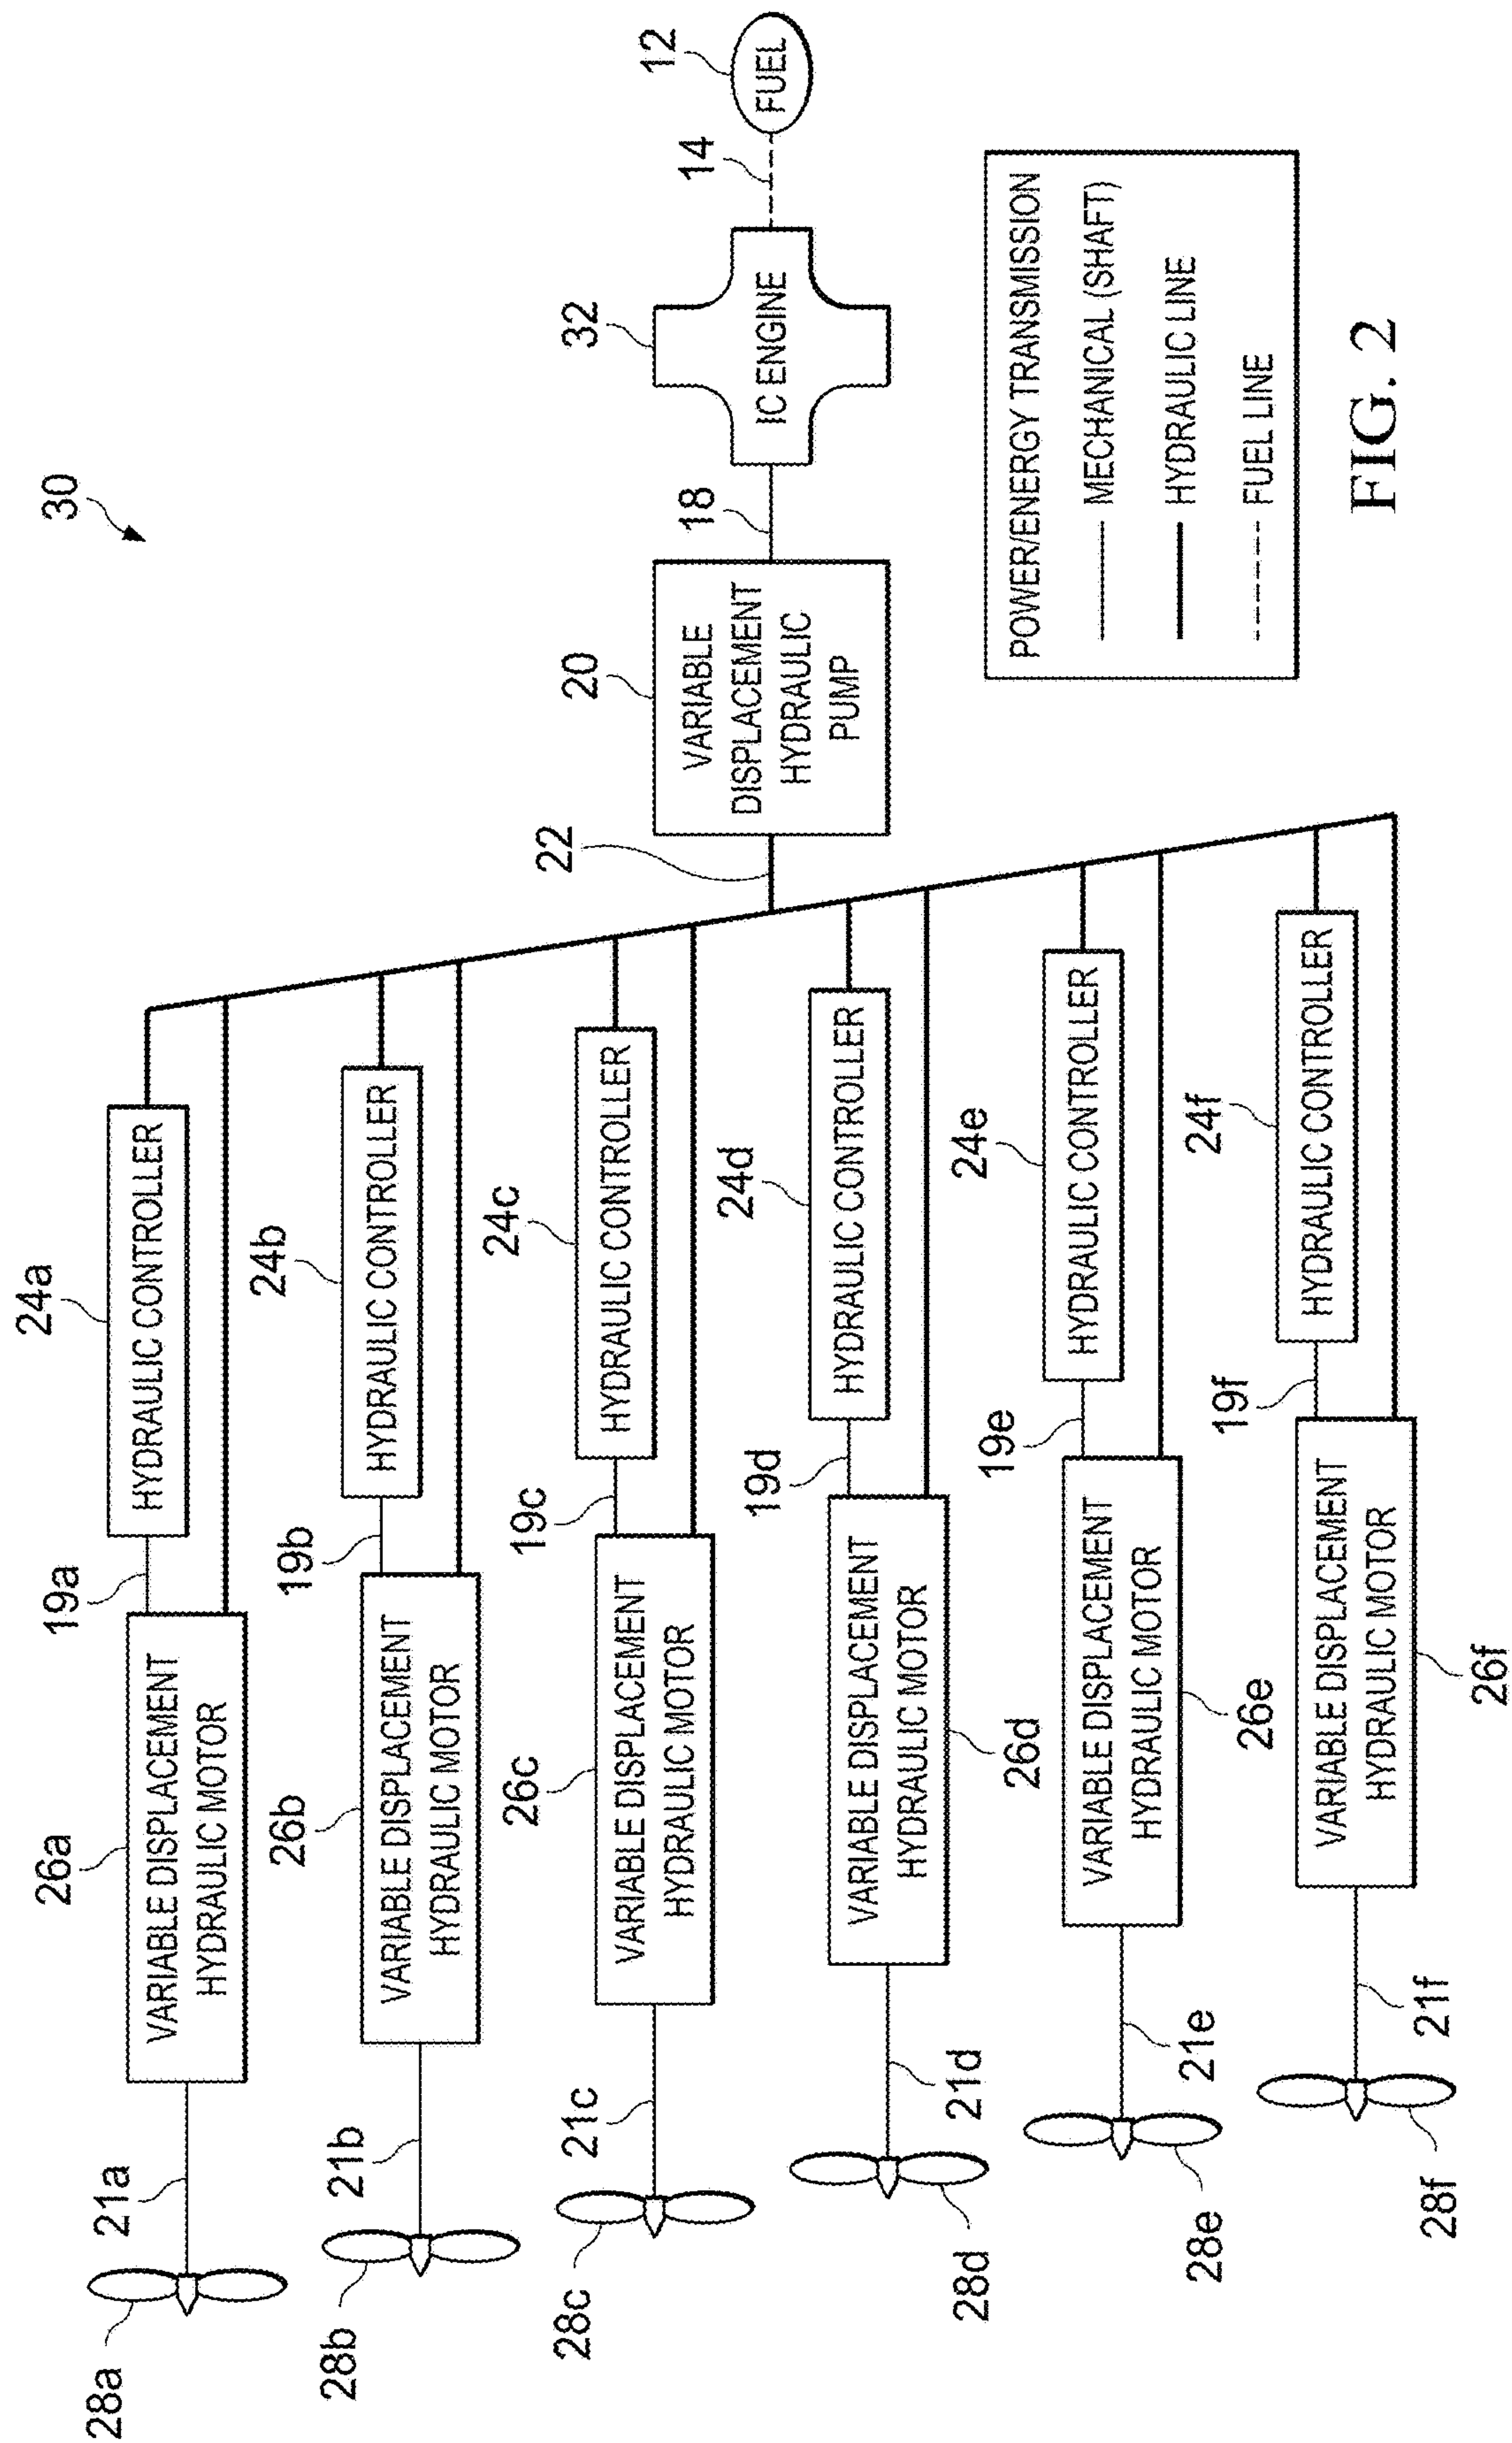 30
28a
21a
26a
VARIABLE DISPLACEMENT
HYDRAULIC MOTOR
19a
24a
HYDRAULIC CONTROLLER
28b
21b
26b
VARIABLE DISPLACEMENT
HYDRAULIC MOTOR
19b
24b
HYDRAULIC CONTROLLER
28c
21c
26c
VARIABLE DISPLACEMENT
HYDRAULIC MOTOR
19c
24c
HYDRAULIC CONTROLLER
22
20
VARIABLE
DISPLACEMENT
HYDRAULIC
PUMP
18
32
IC ENGINE
14
12
FUEL
28d
21d
26d
VARIABLE DISPLACEMENT
HYDRAULIC MOTOR
19d
24d
HYDRAULIC CONTROLLER
28e
21e
26e
VARIABLE DISPLACEMENT
HYDRAULIC MOTOR
19e
24e
HYDRAULIC CONTROLLER
28f
21f
26f
VARIABLE DISPLACEMENT
HYDRAULIC MOTOR
19f
24f
HYDRAULIC CONTROLLER
POWER/ENERGY TRANSMISSION
MECHANICAL (SHAFT)
HYDRAULIC LINE
FUEL LINE
FIG. 2